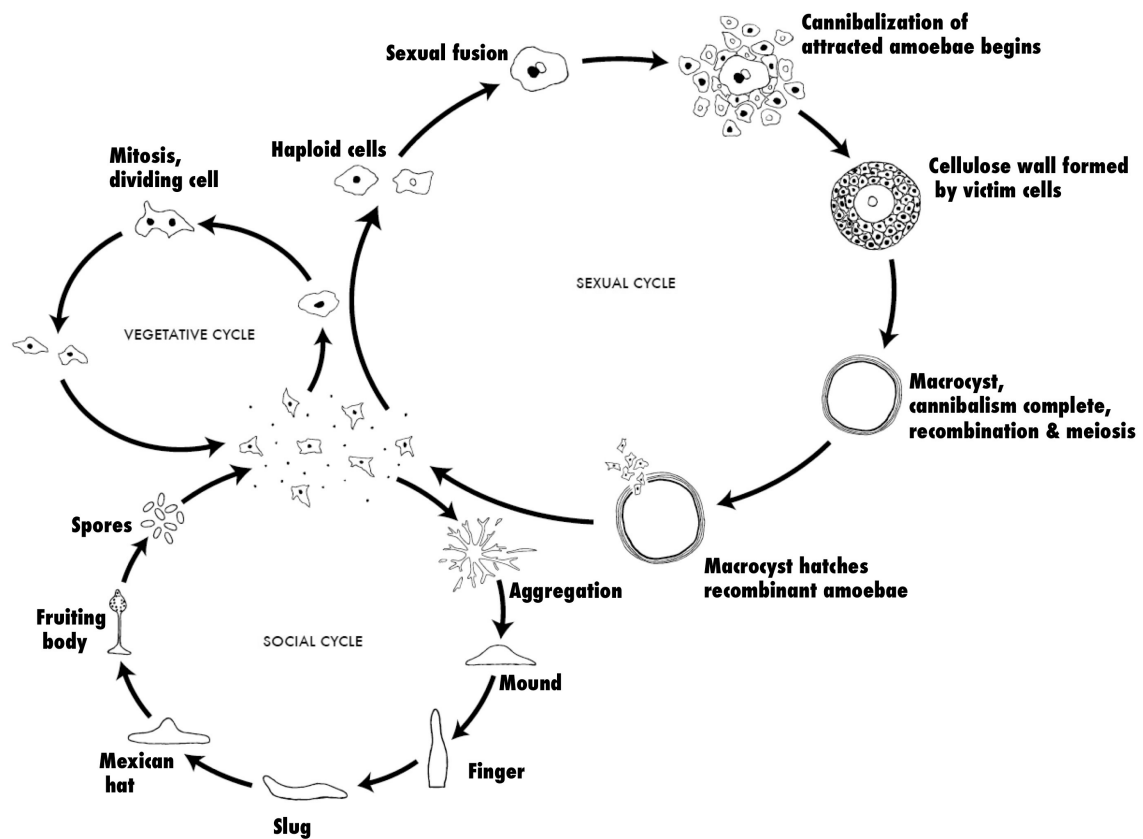 Cannibalization of
attracted amoebae begins
Sexual fusion
Haploid cells
Mitosis,
dividing cell
Cellulose wall formed
by victim cells
SEXUAL CYCLE
VEGETATIVE CYCLE
Macrocyst,
cannibalism complete,
recombination & meiosis
Macrocyst hatches
recombinant amoebae
Spores
Aggregation
Fruiting
body
SOCIAL CYCLE
Mound
Mexican
hat
Finger
Slug